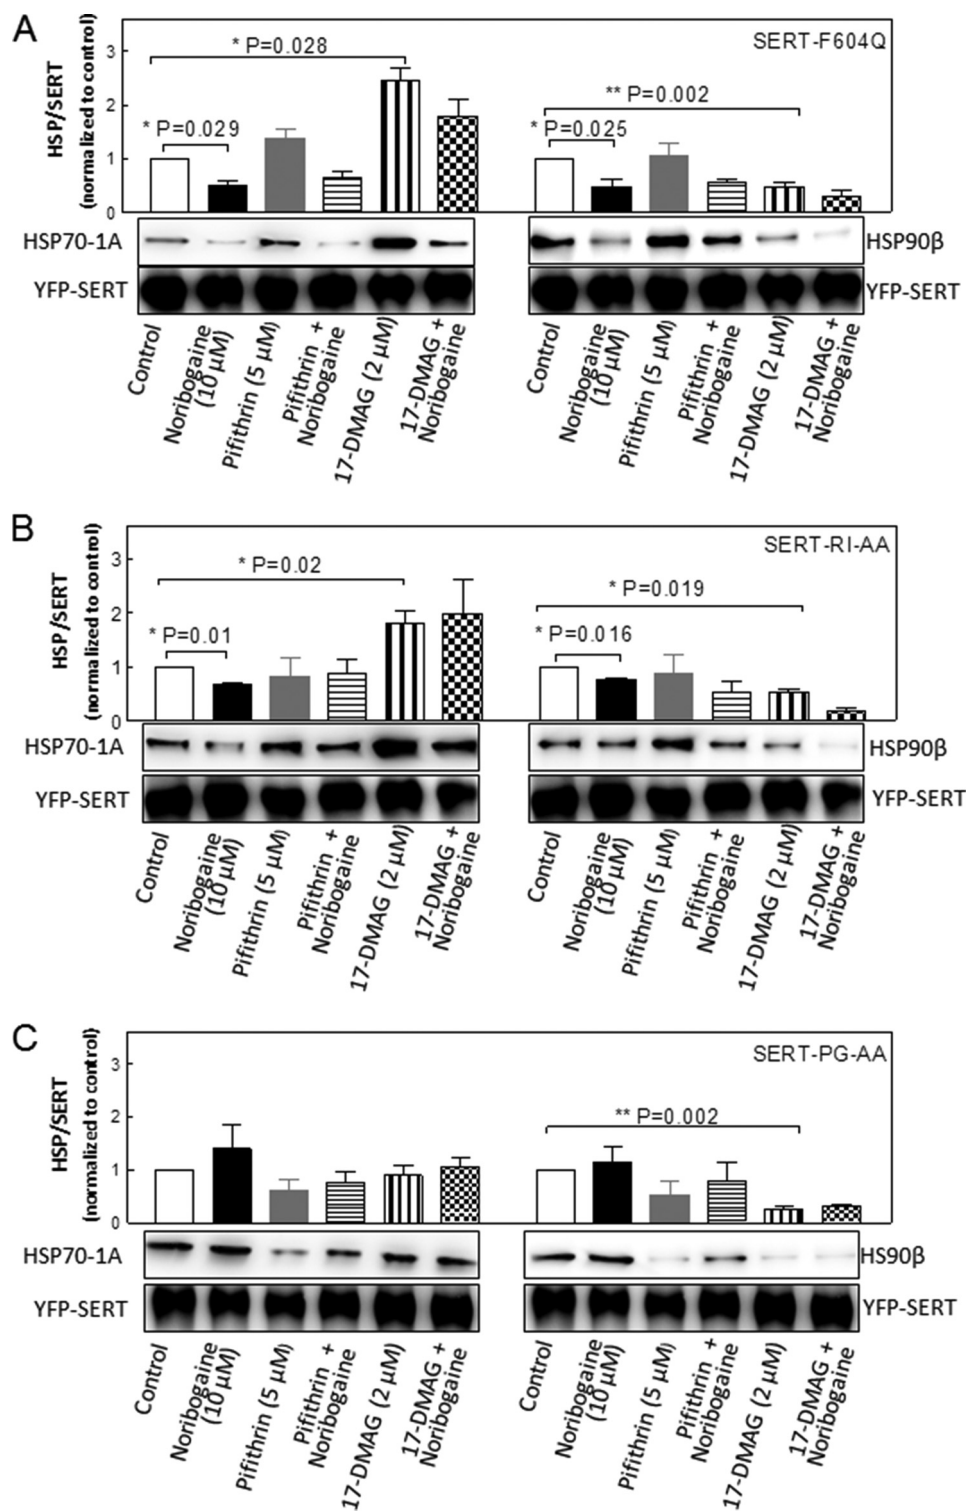 A
HSP/SERT
(normalized to control)
3
2
1
0
SERT-F604Q
* P=0.028
* P=0.029
** P=0.002
* P=0.025
HSP70-1A
HSP90β
YFP-SERT
YFP-SERT
Control
Noribogaine
(10 μM)
Pifithrin (5 μM)
Pifithrin +
Noribogaine
17-DMAG (2 μM)
17-DMAG +
Noribogaine
Control
Noribogaine
(10 μM)
Pifithrin (5 μM)
Pifithrin +
Noribogaine
17-DMAG (2 μM)
17-DMAG +
Noribogaine
B
HSP/SERT
(normalized to control)
3
2
1
0
SERT-RI-AA
* P=0.02
* P=0.01
* P=0.019
* P=0.016
HSP70-1A
HSP90β
YFP-SERT
YFP-SERT
Control
Noribogaine
(10 μM)
Pifithrin (5 μM)
Pifithrin +
Noribogaine
17-DMAG (2 μM)
17-DMAG +
Noribogaine
Control
Noribogaine
(10 μM)
Pifithrin (5 μM)
Pifithrin +
Noribogaine
17-DMAG (2 μM)
17-DMAG +
Noribogaine
C
HSP/SERT
(normalized to control)
3
2
1
0
SERT-PG-AA
** P=0.002
HSP70-1A
HS90β
YFP-SERT
YFP-SERT
Control
Noribogaine
(10 μM)
Pifithrin (5 μM)
Pifithrin +
Noribogaine
17-DMAG (2 μM)
17-DMAG +
Noribogaine
Control
Noribogaine
(10 μM)
Pifithrin (5 μM)
Pifithrin +
Noribogaine
17-DMAG (2 μM)
17-DMAG +
Noribogaine